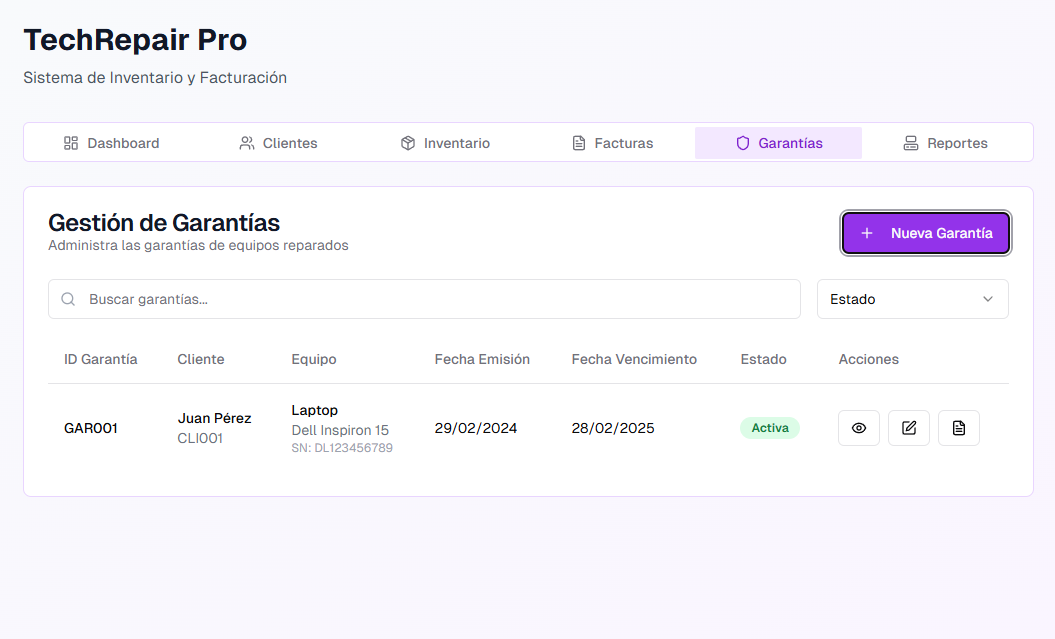 TechRepair Pro
Sistema de Inventario y Facturación
Dashboard
Clientes
Inventario
Facturas
Garantías
Reportes
Gestión de Garantías
Administra las garantías de equipos reparados
Nueva Garantía
Buscar garantías...
Estado
ID Garantía
Cliente
Equipo
Fecha Emisión
Fecha Vencimiento
Estado
Acciones
GAR001
Juan Pérez
CLI001
Laptop
Dell Inspiron 15
SN: DL123456789
29/02/2024
28/02/2025
Activa